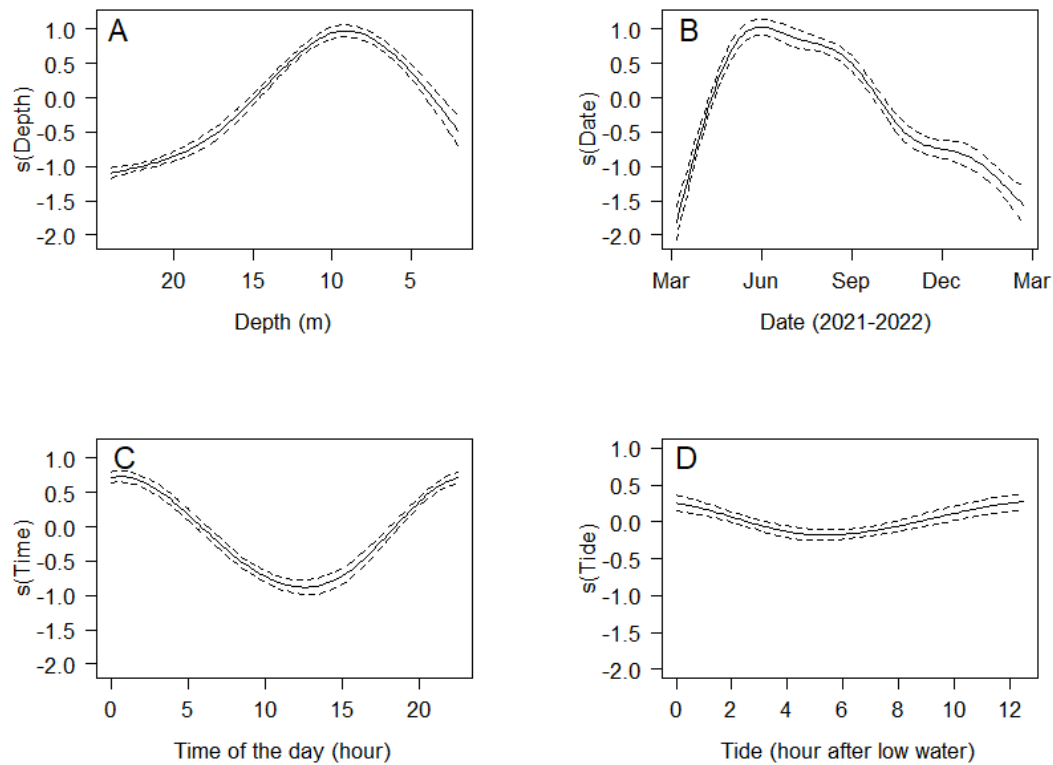 A
s(Depth)
1.0
0.5
0.0
-0.5
-1.0
-1.5
-2.0
20 15 10 5
Depth (m)
B
s(Date)
1.0
0.5
0.0
-0.5
-1.0
-1.5
-2.0
Mar Jun Sep Dec Mar
Date (2021-2022)
C
s(Time)
1.0
0.5
0.0
-0.5
-1.0
-1.5
-2.0
0 5 10 15 20
Time of the day (hour)
D
s(Tide)
1.0
0.5
0.0
-0.5
-1.0
-1.5
-2.0
0 2 4 6 8 10 12
Tide (hour after low water)